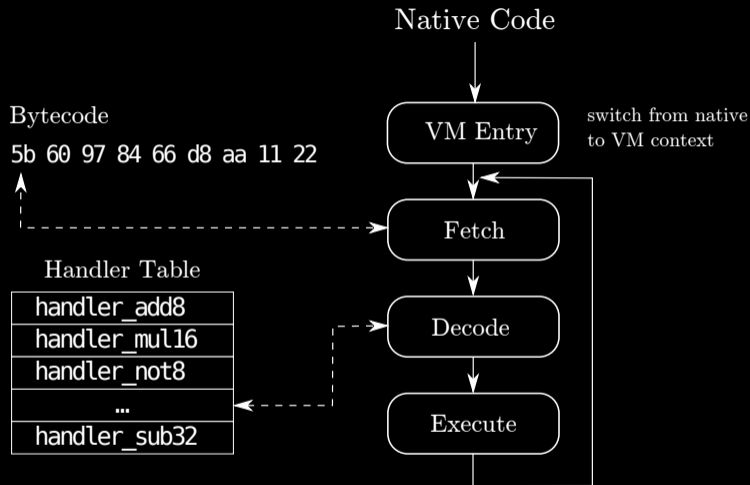 Native Code
Bytecode
5b 60 97 84 66 d8 aa 11 22
VM Entry
switch from native
to VM context
Fetch
Handler Table
handler_add8
handler_mul16
handler_not8
…
handler_sub32
Decode
Execute